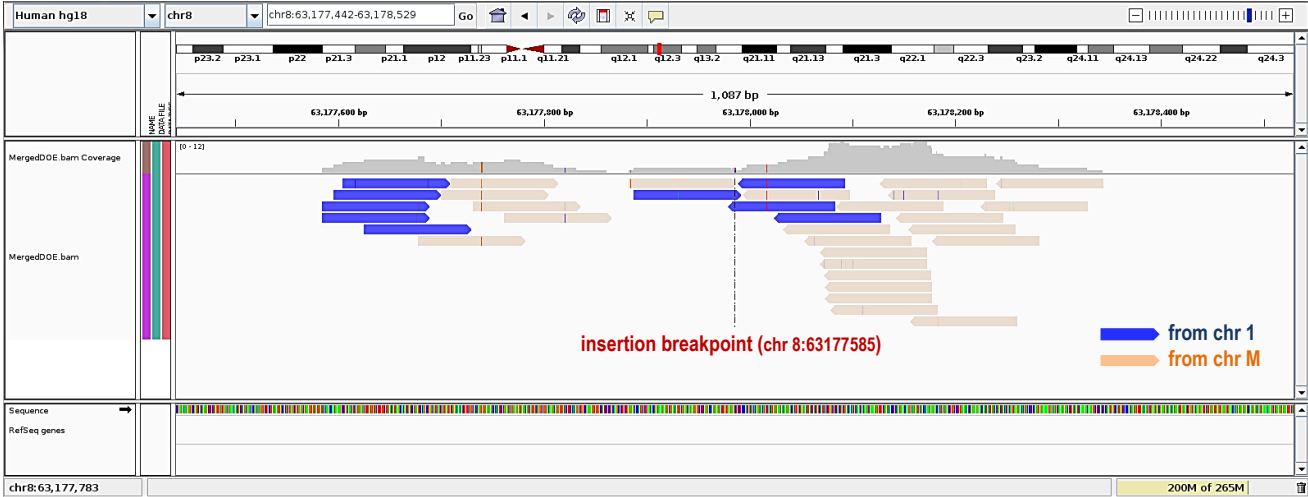 Human hg18 chr8 chr8:63,177,442-63,178,529 Go
p23.2 p23.1 p22 p21.3 p21.1 p12 p11.23 p11.1 q11.21 q12.1 q12.3 q13.2 q21.11 q21.13 q21.3 q22.1 q22.3 q23.2 q24.11 q24.13 q24.22 q24.3
1,087 bp
63,177,600 bp 63,177,800 bp 63,178,000 bp 63,178,200 bp 63,178,400 bp
NAME
DATA FILE
MergedDOE.bam Coverage
[0 - 12]
MergedDOE.bam
insertion breakpoint (chr 8:63177585)
from chr 1
from chr M
Sequence
RefSeq genes
chr8:63,177,783
200M of 265M